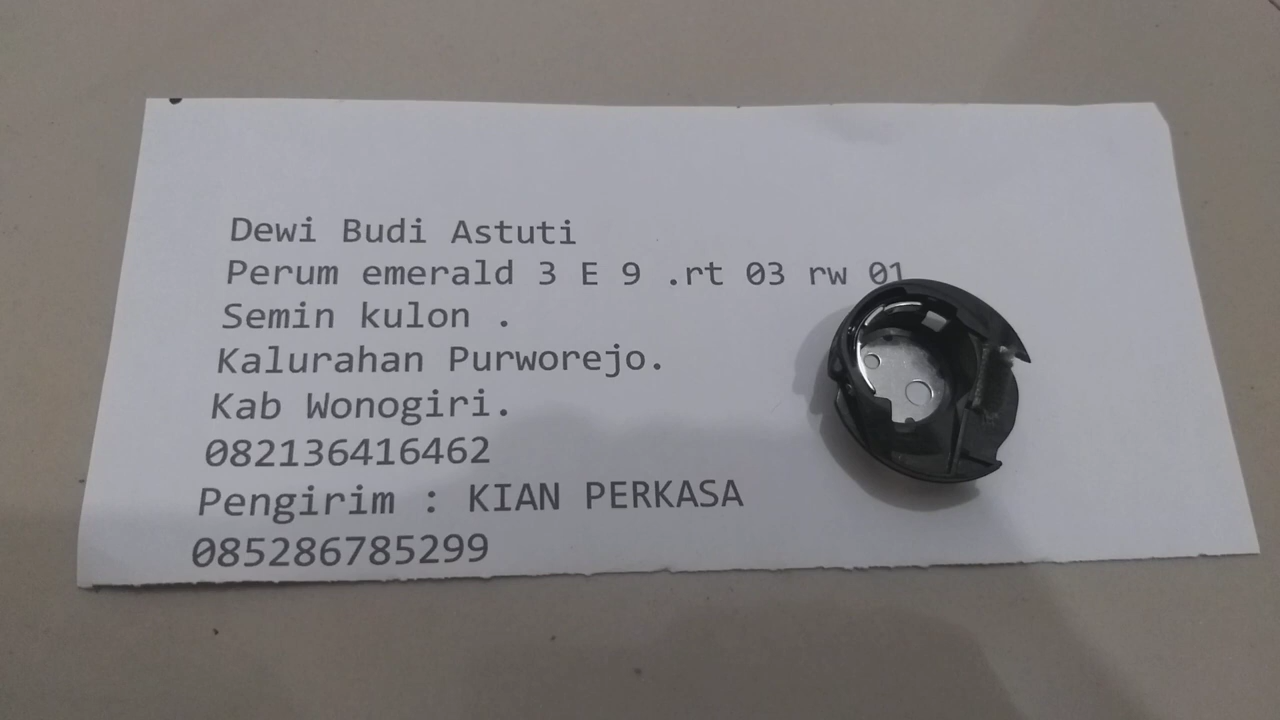 Dewi Budi Astuti
Perum emerald 3 E 9 .rt 03 rw 01
Semin kulon .
Kalurahan Purworejo.
Kab Wonogiri.
082136416462
Pengirim : KIAN PERKASA
085286785299